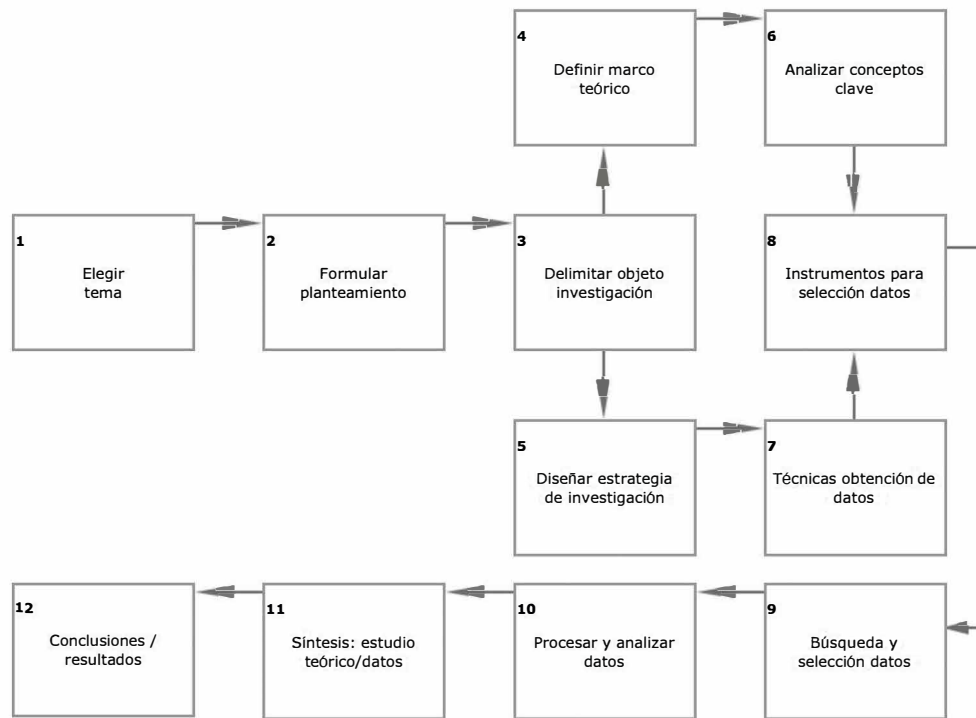 4
Definir marco
teórico
6
Analizar conceptos
clave
1
Elegir
tema
2
Formular
planteamiento
3
Delimitar objeto
investigación
8
Instrumentos para
selección datos
5
Diseñar estrategia
de investigación
7
Técnicas obtención de
datos
12
Conclusiones /
resultados
11
Síntesis: estudio
teórico/datos
10
Procesar y analizar
datos
9
Búsqueda y
selección datos